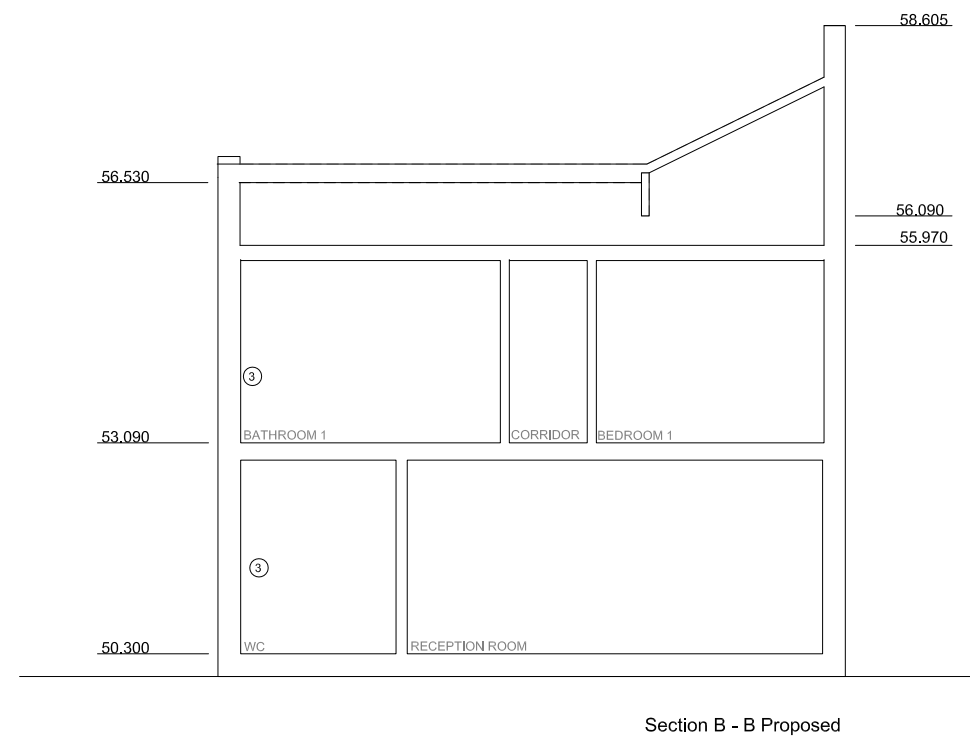 58.605
56.530
56.090
55.970
3
53.090
BATHROOM 1
CORRIDOR
BEDROOM 1
3
50.300
WC
RECEPTION ROOM
Section B - B Proposed